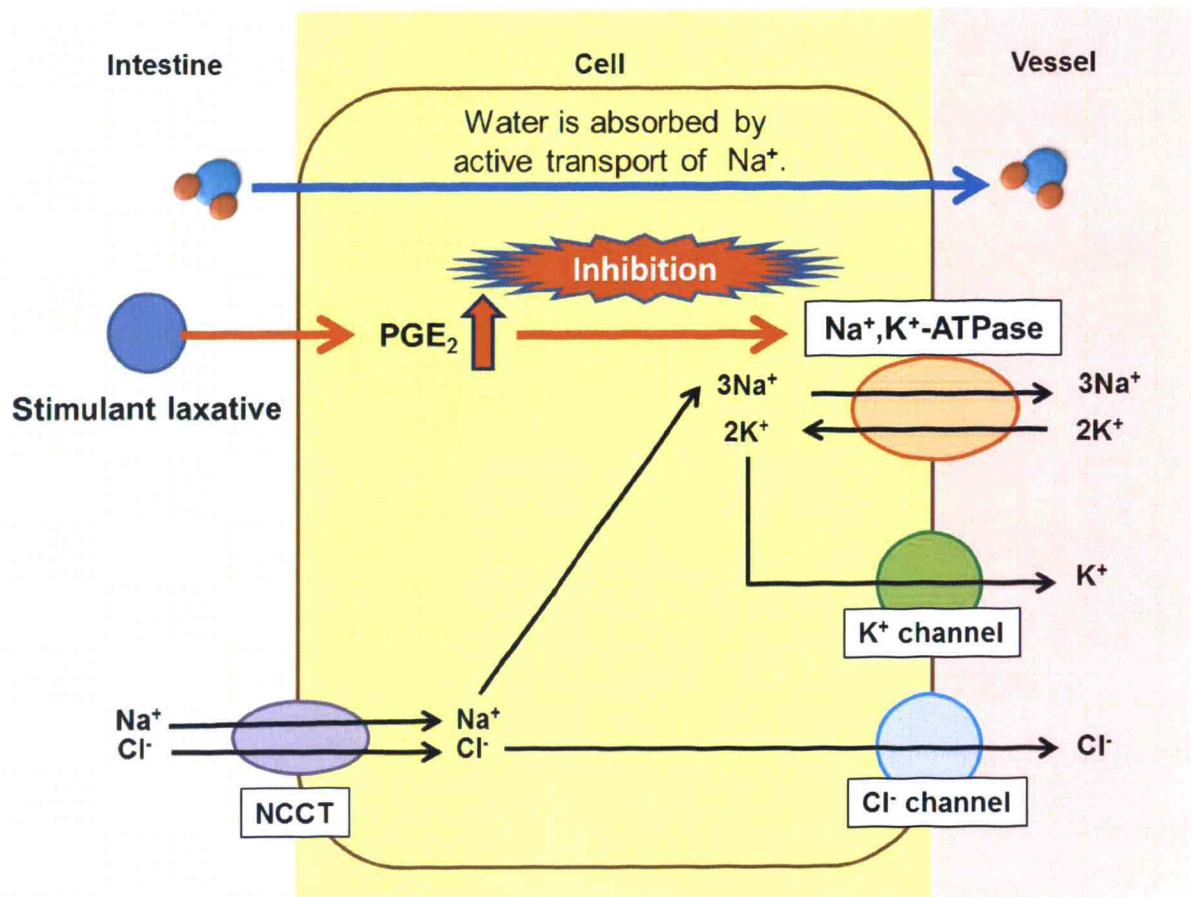 Intestine
Cell
Vessel
Water is absorbed by
active transport of Na⁺.
Inhibition
PGE₂
Na⁺,K⁺-ATPase
Stimulant laxative
3Na⁺
3Na⁺
2K⁺
2K⁺
K⁺
K⁺ channel
Na⁺
Na⁺
Cl⁻
Cl⁻
Cl⁻
NCCT
Cl⁻ channel